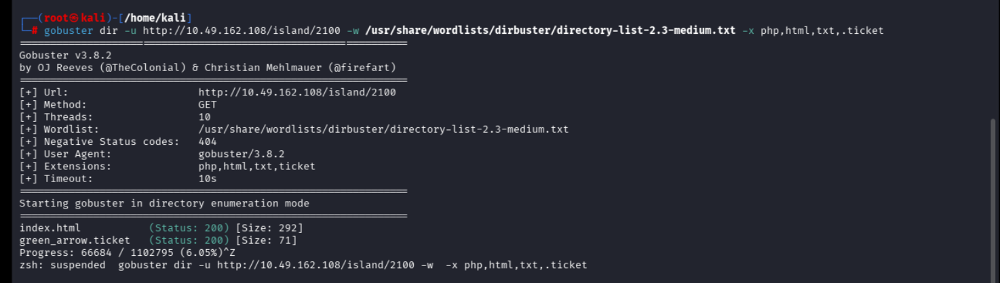 ┌──(root㉿kali)-[/home/kali]
└─# gobuster dir -u http://10.49.162.108/island/2100 -w /usr/share/wordlists/dirbuster/directory-list-2.3-medium.txt -x php,html,txt,.ticket
===============================================================
Gobuster v3.8.2
by OJ Reeves (@TheColonial) & Christian Mehlmauer (@firefart)
===============================================================
[+] Url:                     http://10.49.162.108/island/2100
[+] Method:                  GET
[+] Threads:                 10
[+] Wordlist:                /usr/share/wordlists/dirbuster/directory-list-2.3-medium.txt
[+] Negative Status codes:   404
[+] User Agent:              gobuster/3.8.2
[+] Extensions:              php,html,txt,ticket
[+] Timeout:                 10s
===============================================================
Starting gobuster in directory enumeration mode
===============================================================
index.html           (Status: 200) [Size: 292]
green_arrow.ticket   (Status: 200) [Size: 71]
Progress: 66684 / 1102795 (6.05%)^Z
zsh: suspended  gobuster dir -u http://10.49.162.108/island/2100 -w  -x php,html,txt,.ticket